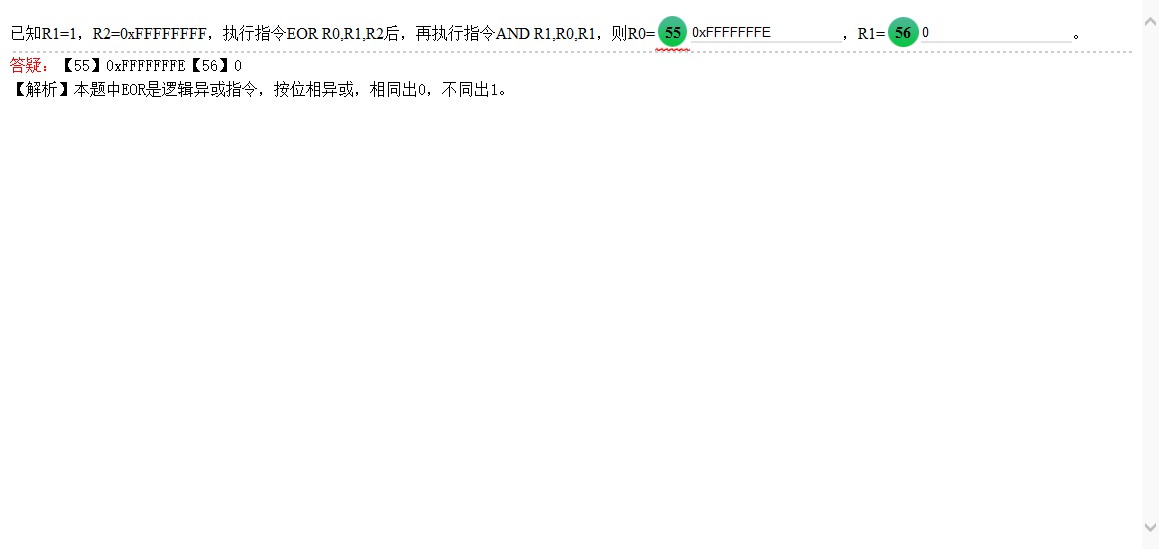 已知R1=1，R2=0xFFFFFFFF，执行指令EOR R0,R1,R2后，再执行指令AND R1,R0,R1，则R0= 55 0xFFFFFFFE ，R1= 56 0 。
答疑：【55】0xFFFFFFFE【56】0
【解析】本题中EOR是逻辑异或指令，按位相异或，相同出0，不同出1。